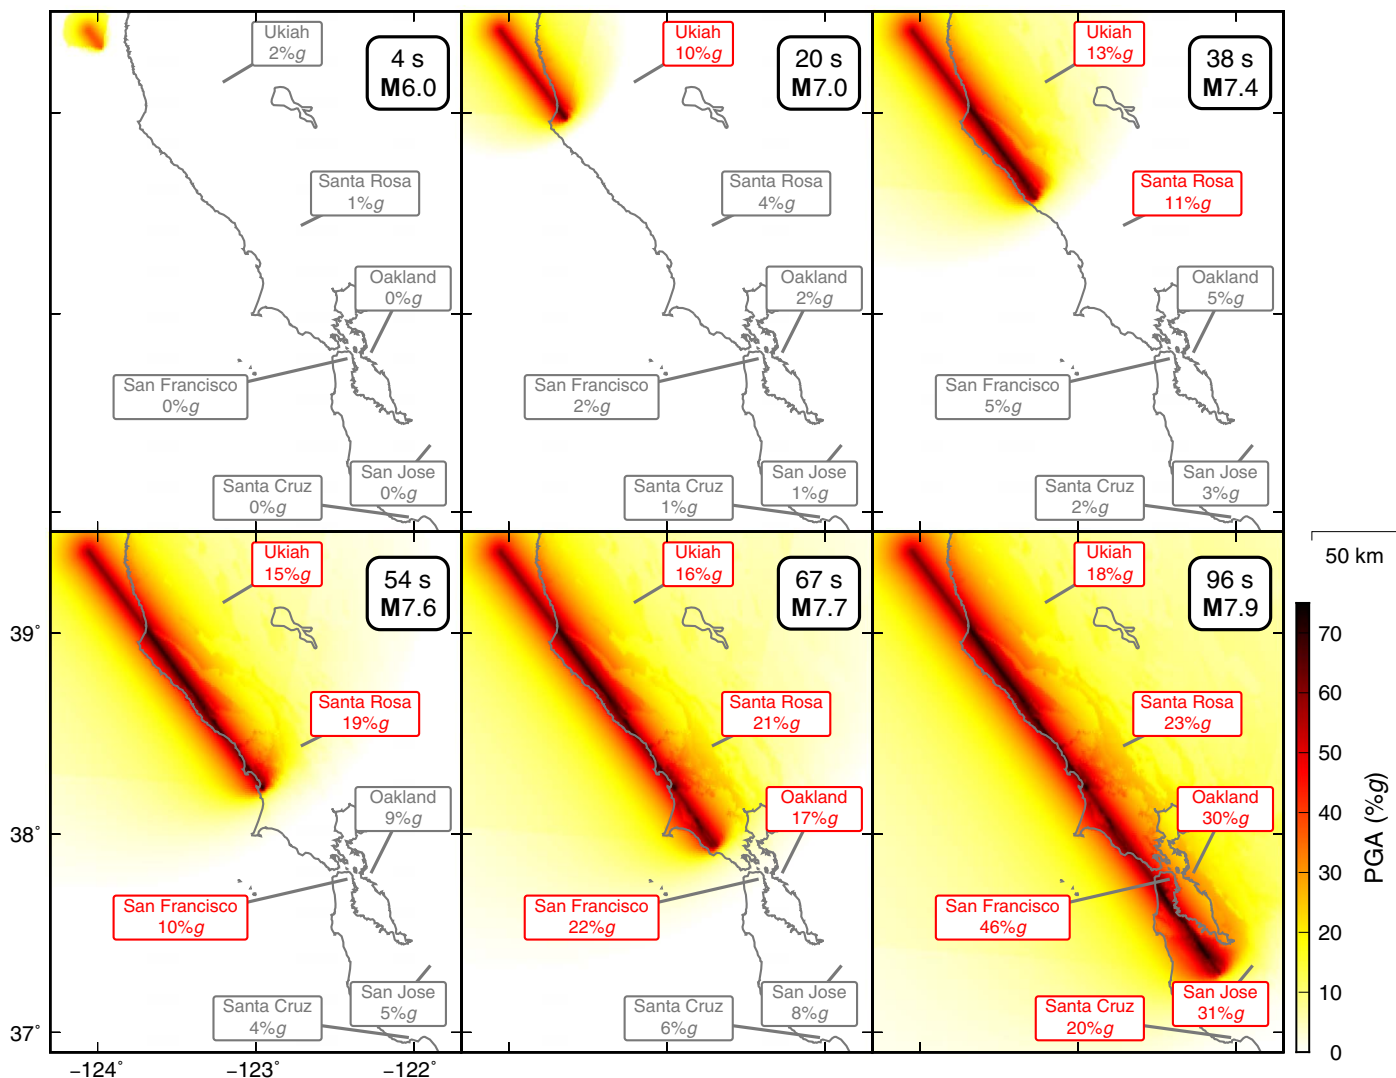 Ukiah
2%g
4 s
M6.0
Santa Rosa
1%g
Oakland
0%g
San Francisco
0%g
San Jose
0%g
Santa Cruz
0%g
Ukiah
10%g
20 s
M7.0
Santa Rosa
4%g
Oakland
2%g
San Francisco
2%g
San Jose
1%g
Santa Cruz
1%g
Ukiah
13%g
38 s
M7.4
Santa Rosa
11%g
Oakland
5%g
San Francisco
5%g
San Jose
3%g
Santa Cruz
2%g
Ukiah
15%g
54 s
M7.6
Santa Rosa
19%g
Oakland
9%g
San Francisco
10%g
San Jose
5%g
Santa Cruz
4%g
39˚
38˚
37˚
−124˚
−123˚
−122˚
Ukiah
16%g
67 s
M7.7
Santa Rosa
21%g
Oakland
17%g
San Francisco
22%g
San Jose
8%g
Santa Cruz
6%g
Ukiah
18%g
96 s
M7.9
Santa Rosa
23%g
Oakland
30%g
San Francisco
46%g
San Jose
31%g
Santa Cruz
20%g
50 km
70
60
50
40
30
20
10
0
PGA (%g)